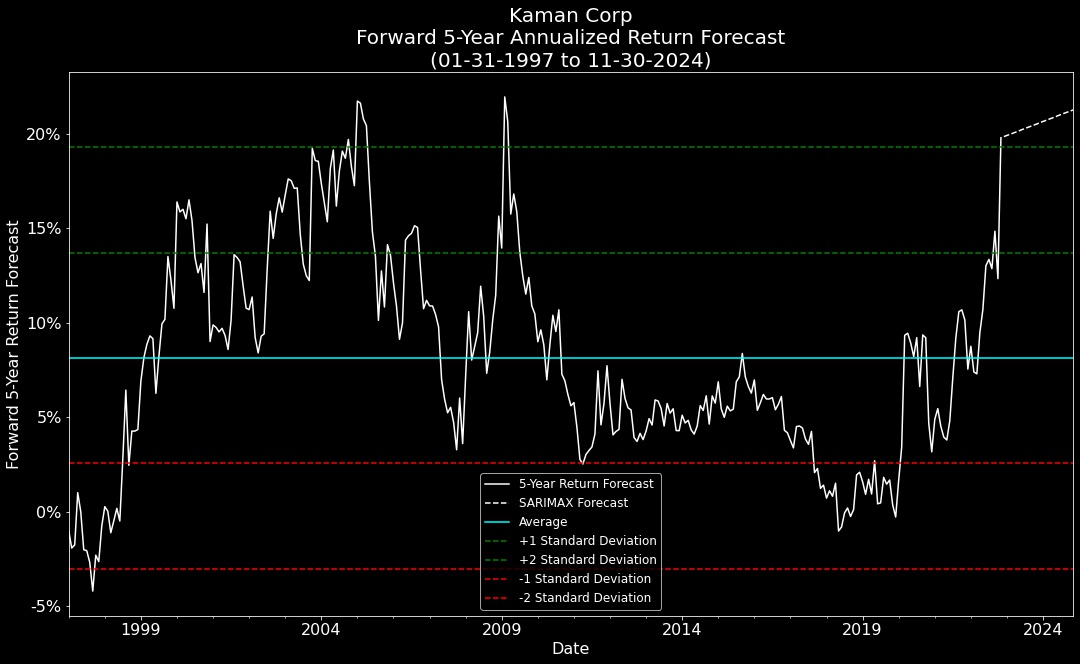 Kaman Corp
Forward 5-Year Annualized Return Forecast
(01-31-1997 to 11-30-2024)
Forward 5-Year Return Forecast
20%
15%
10%
5%
0%
-5%
5-Year Return Forecast
SARIMAX Forecast
Average
+1 Standard Deviation
+2 Standard Deviation
-1 Standard Deviation
-2 Standard Deviation
1999 2004 2009 2014 2019 2024
Date